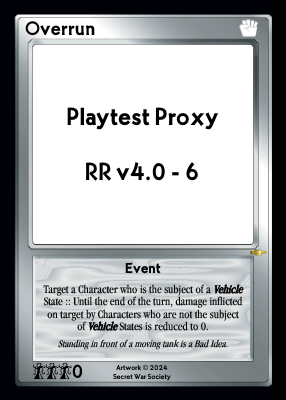 Overrun
Playtest Proxy
RR v4.0 - 6
Event
Target a Character who is the subject of a Vehicle
State :: Until the end of the turn, damage inflicted
on target by Characters who are not the subject
of Vehicle States is reduced to 0.
Standing in front of a moving tank is a Bad Idea.
0
Artwork © 2024
Secret War Society